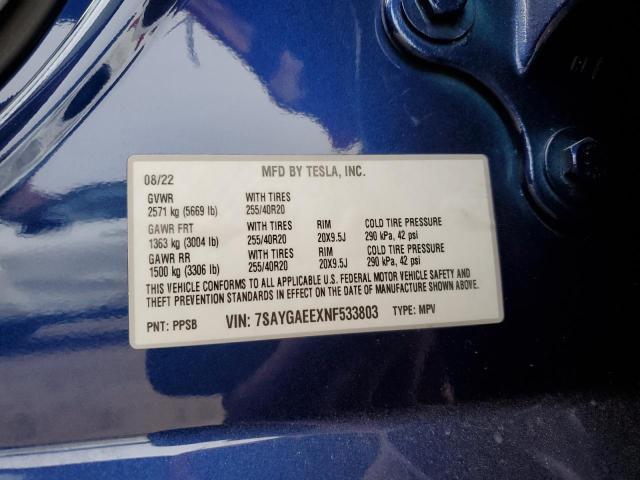 08/22 MFD BY TESLA, INC.
GVWR WITH TIRES
2571 kg (5669 lb) 255/40R20
GAWR FRT WITH TIRES RIM COLD TIRE PRESSURE
1363 kg (3004 lb) 255/40R20 20X9.5J 290 kPa, 42 psi
GAWR RR WITH TIRES RIM COLD TIRE PRESSURE
1500 kg (3306 lb) 255/40R20 20X9.5J 290 kPa, 42 psi
THIS VEHICLE CONFORMS TO ALL APPLICABLE U.S. FEDERAL MOTOR VEHICLE SAFETY AND
THEFT PREVENTION STANDARDS IN EFFECT ON THE DATE OF MANUFACTURE SHOWN ABOVE.
PNT: PPSB VIN: 7SAYGAEEXNF533803 TYPE: MPV